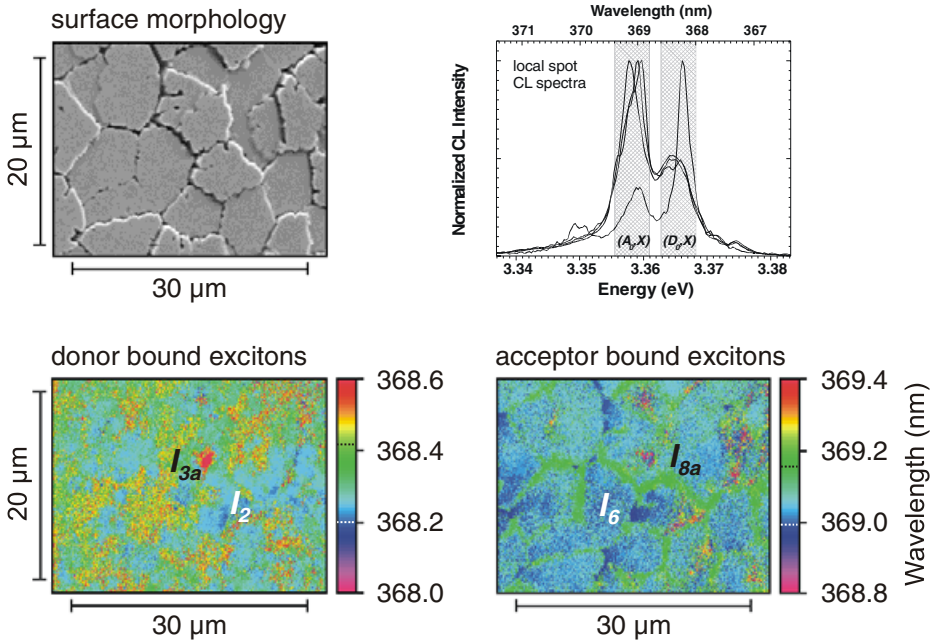 surface morphology
20 µm
30 µm
Wavelength (nm)
371 370 369 368 367
local spot
CL spectra
Normalized CL Intensity
(A₀,X) (D₀,X)
3.34 3.35 3.36 3.37 3.38
Energy (eV)
donor bound excitons
20 µm
I₃ₐ
I₂
368.6
368.4
368.2
368.0
30 µm
acceptor bound excitons
I₈ₐ
I₆
369.4
369.2
369.0
368.8
Wavelength (nm)
30 µm